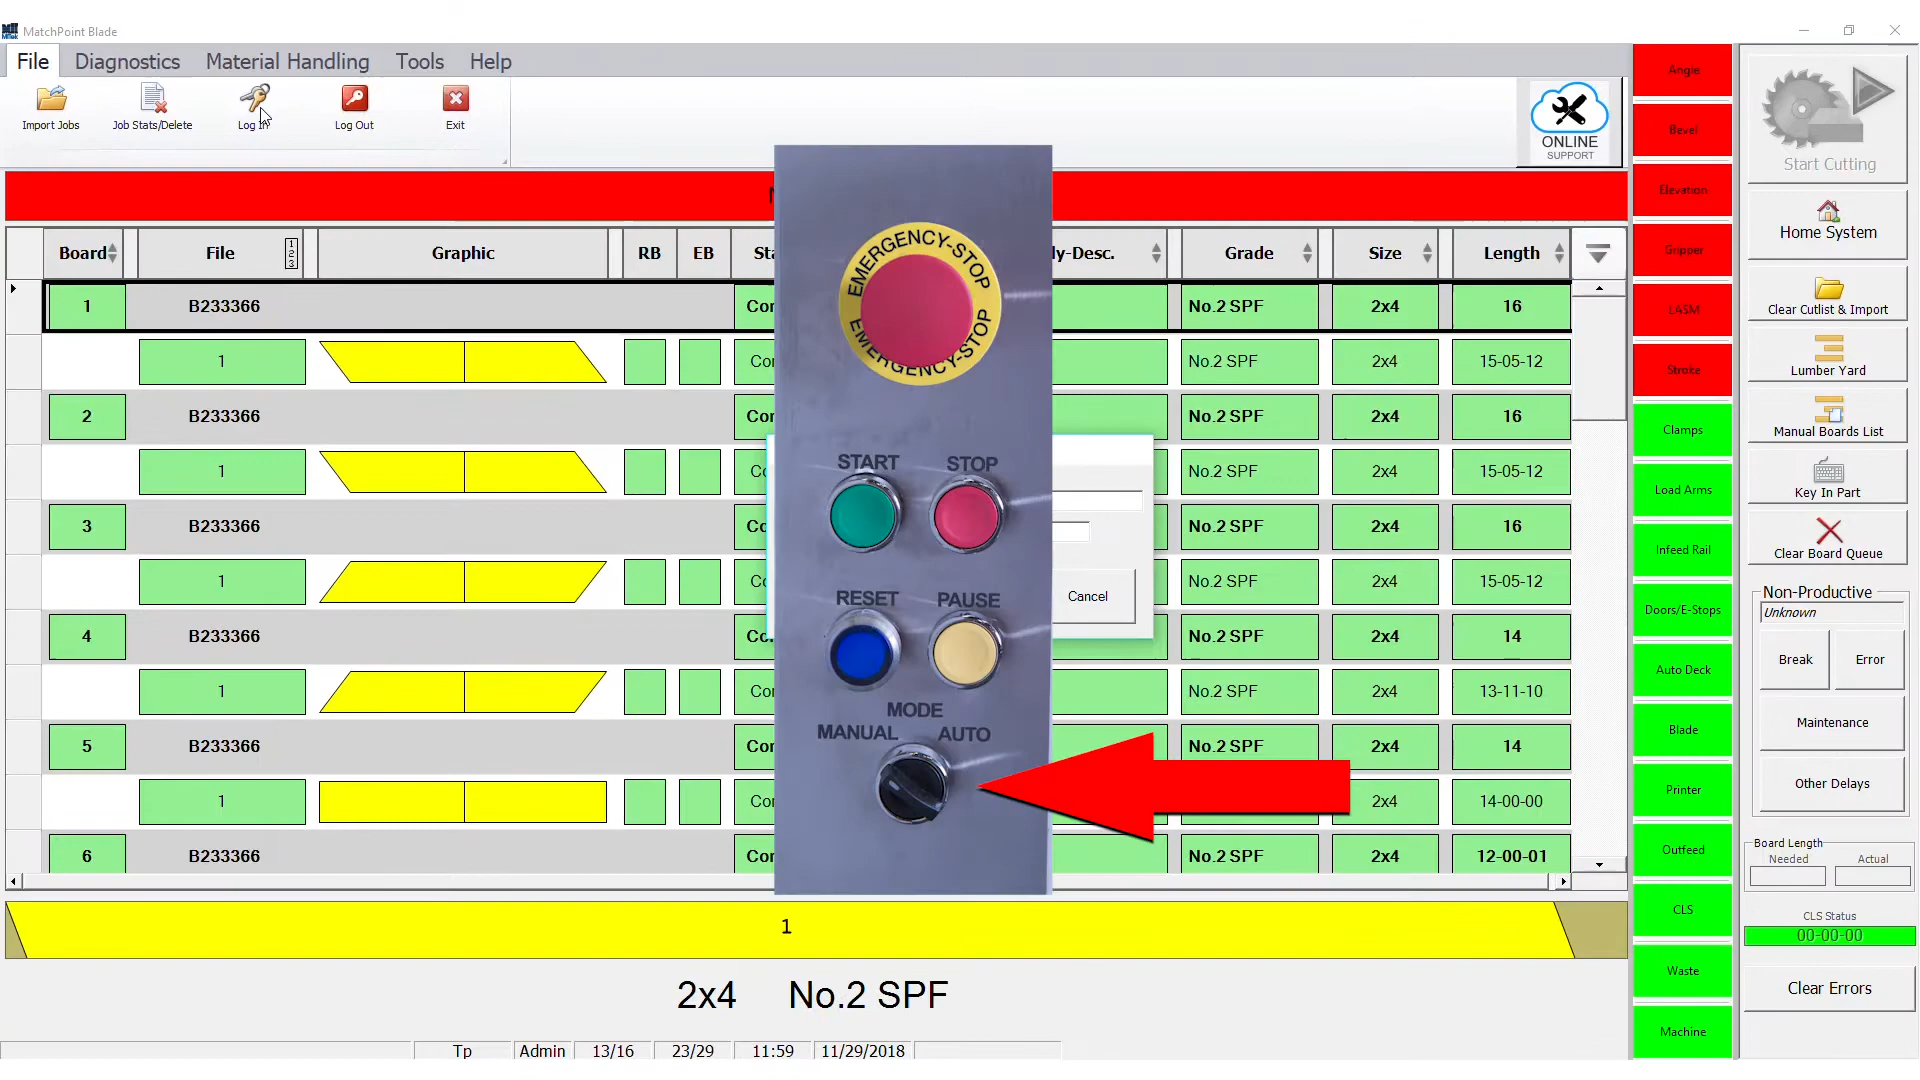 MatchPoint Blade
File Diagnostics Material Handling Tools Help
Import Jobs Job Stats/Delete Log In Log Out Exit
ONLINE
SUPPORT
Board File 1 2 3 Graphic RB EB ly-Desc. Grade Size Length
1 B233366 No.2 SPF 2x4 16
1 No.2 SPF 2x4 15-05-12
2 B233366 No.2 SPF 2x4 16
1 No.2 SPF 2x4 15-05-12
3 B233366 No.2 SPF 2x4 16
1 No.2 SPF 2x4 15-05-12
4 B233366 No.2 SPF 2x4 14
1 No.2 SPF 2x4 13-11-10
5 B233366 No.2 SPF 2x4 14
1 2x4 14-00-00
6 B233366 No.2 SPF 2x4 12-00-01
EMERGENCY-STOP
EMERGENCY-STOP
START STOP
RESET PAUSE
MODE
MANUAL AUTO
Cancel
1
2x4 No.2 SPF
Tp Admin 13/16 23/29 11:59 11/29/2018
Angle
Bevel
Elevation
Gripper
LASM
Stroke
Clamps
Load Arms
Infeed Rail
Doors/E-Stops
Auto Deck
Blade
Printer
Outfeed
CLS
Waste
Machine
Start Cutting
Home System
Clear Cutlist & Import
Lumber Yard
Manual Boards List
Key In Part
Clear Board Queue
Non-Productive
Unknown
Break Error
Maintenance
Other Delays
Board Length
Needed Actual
CLS Status
00-00-00
Clear Errors